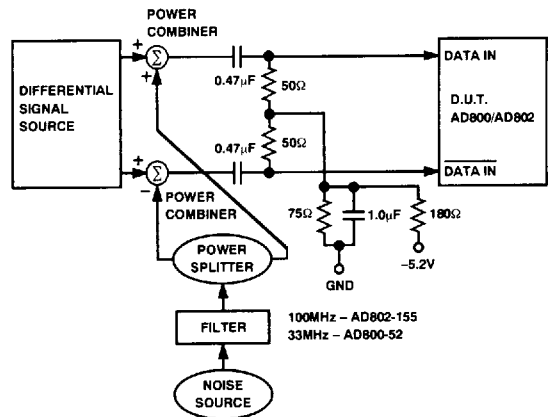 POWER
COMBINER
+
Σ
+
0.47µF
50Ω
DIFFERENTIAL
SIGNAL
SOURCE
DATA IN
D.U.T.
AD800/AD802
0.47µF
50Ω
+
Σ
−
DATA IN
POWER
COMBINER
75Ω
1.0µF
180Ω
POWER
SPLITTER
−5.2V
GND
FILTER
100MHz – AD802-155
33MHz – AD800-52
NOISE
SOURCE